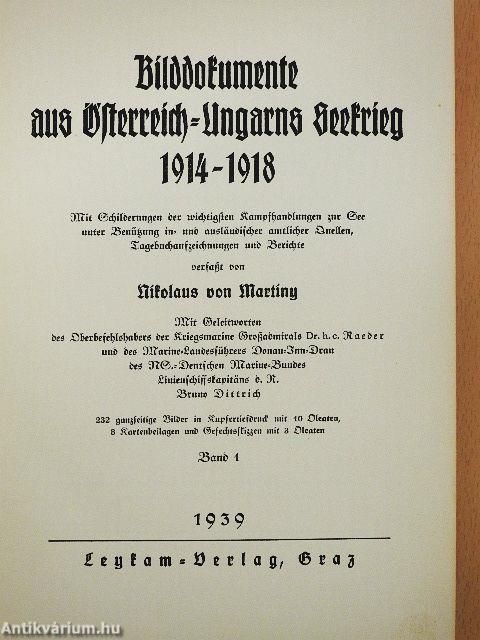 Bilddokumente
aus Österreich-Ungarns Seekrieg
1914-1918
Mit Schilderungen der wichtigsten Kampfhandlungen zur See
unter Benützung in- und ausländischer amtlicher Quellen,
Tagebuchaufzeichnungen und Berichte
verfaßt von
Nikolaus von Martiny
Mit Geleitworten
des Oberbefehlshabers der Kriegsmarine Großadmirals Dr. h. c. Raeder
und des Marine-Landesführers Donau-Inn-Drau
des NS.-Deutschen Marine-Bundes
Linienschiffskapitäns d. R.
Bruno Dittrich
232 ganzseitige Bilder in Kupfertiefdruck mit 10 Oleaten,
8 Kartenbeilagen und Gefechtsskizzen mit 3 Oleaten
Band 1
1939
Leykam-Verlag, Graz
Antikvárium.hu